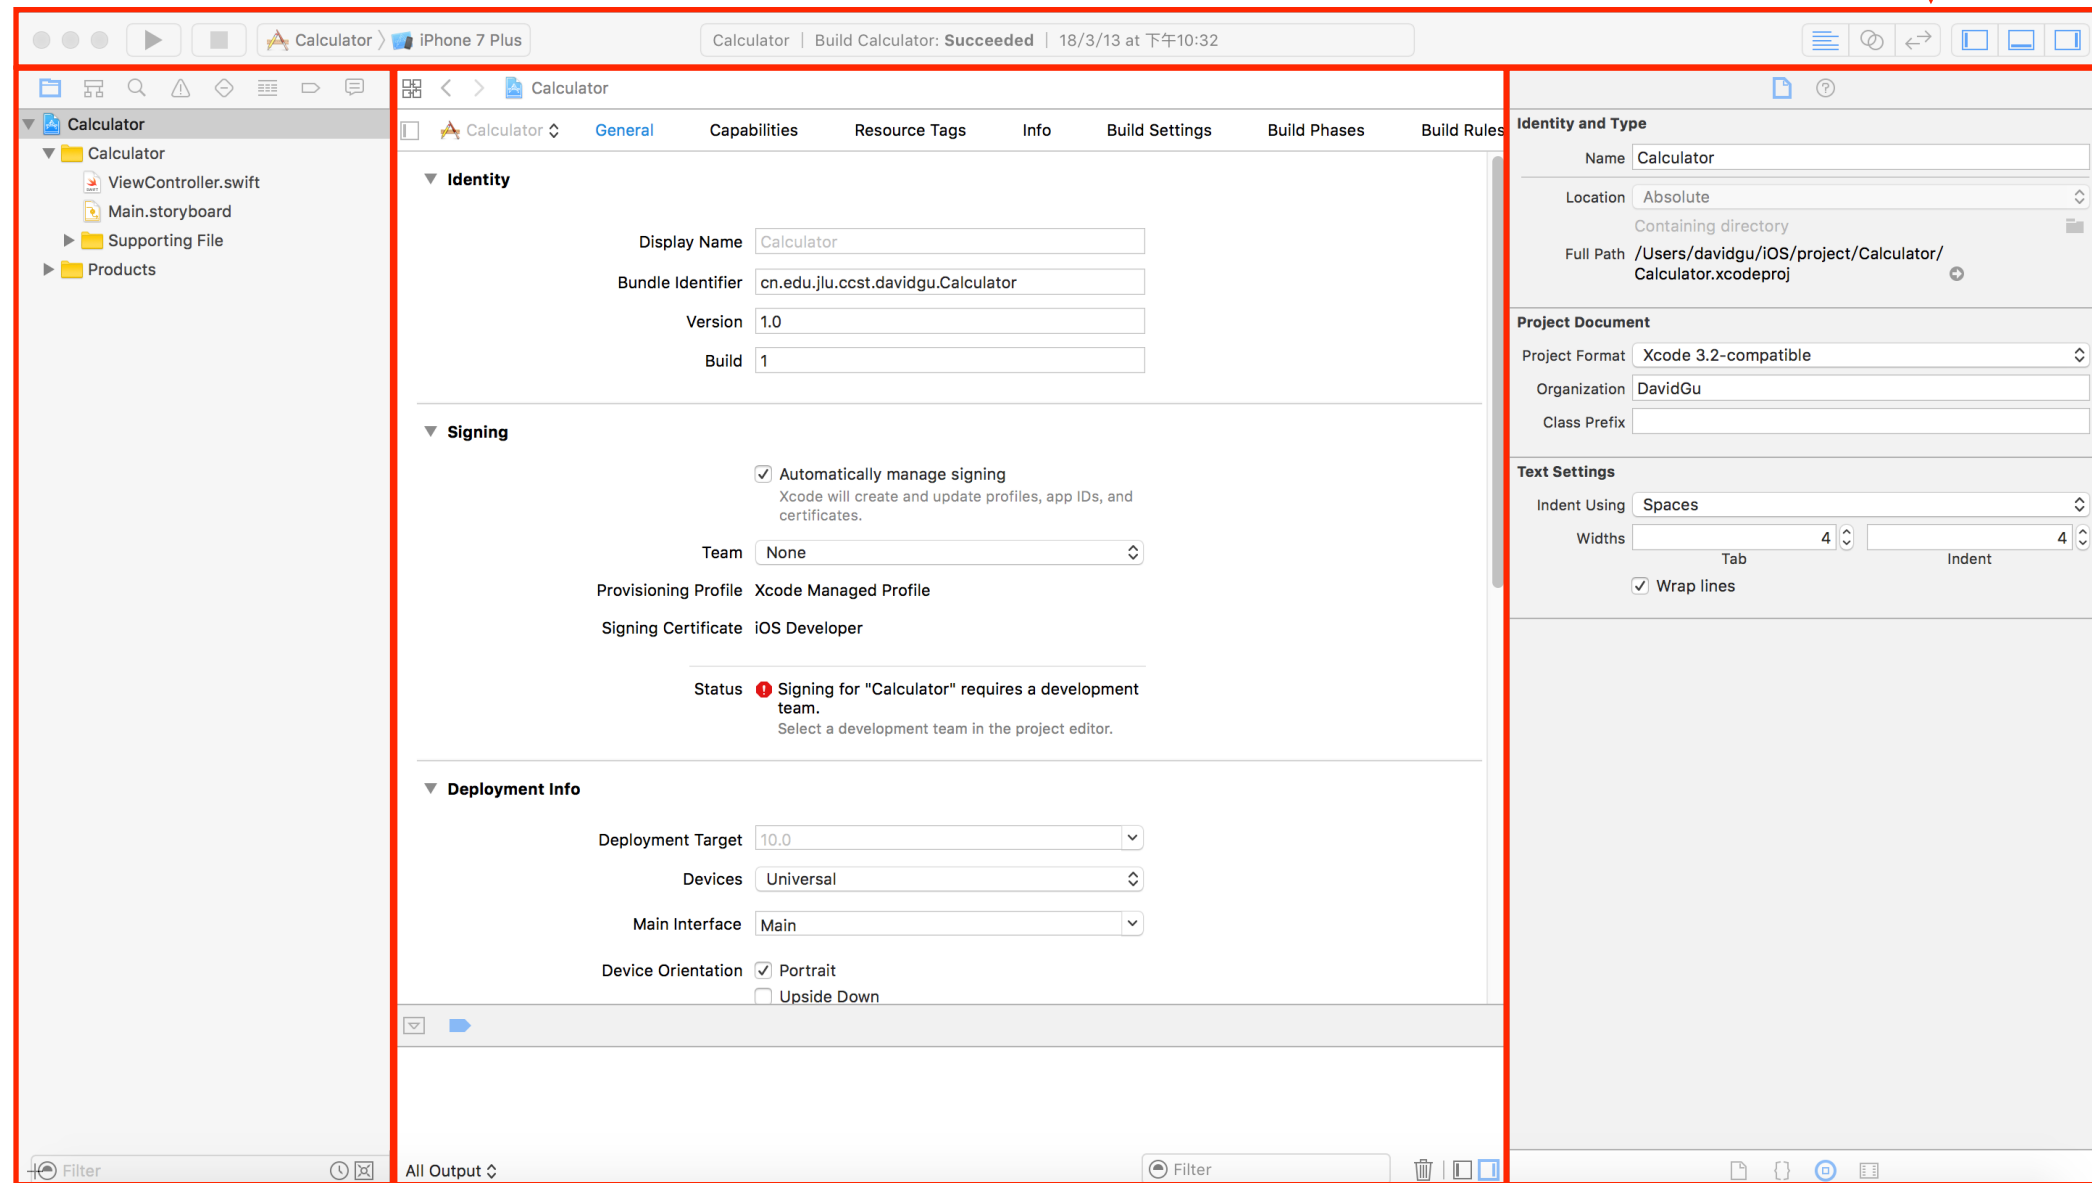 Calculator
iPhone 7 Plus
Calculator | Build Calculator: Succeeded | 18/3/13 at 下午10:32
Calculator
Calculator
ViewController.swift
Main.storyboard
Supporting File
Products
Filter
Calculator
Calculator
General
Capabilities
Resource Tags
Info
Build Settings
Build Phases
Build Rules
Identity
Display Name Calculator
Bundle Identifier cn.edu.jlu.ccst.davidgu.Calculator
Version 1.0
Build 1
Signing
Automatically manage signing
Xcode will create and update profiles, app IDs, and
certificates.
Team None
Provisioning Profile Xcode Managed Profile
Signing Certificate iOS Developer
Status Signing for "Calculator" requires a development
team.
Select a development team in the project editor.
Deployment Info
Deployment Target 10.0
Devices Universal
Main Interface Main
Device Orientation Portrait
Upside Down
All Output
Filter
Identity and Type
Name Calculator
Location Absolute
Containing directory
Full Path /Users/davidgu/iOS/project/Calculator/
Calculator.xcodeproj
Project Document
Project Format Xcode 3.2-compatible
Organization DavidGu
Class Prefix
Text Settings
Indent Using Spaces
Widths 4 4
Tab Indent
Wrap lines